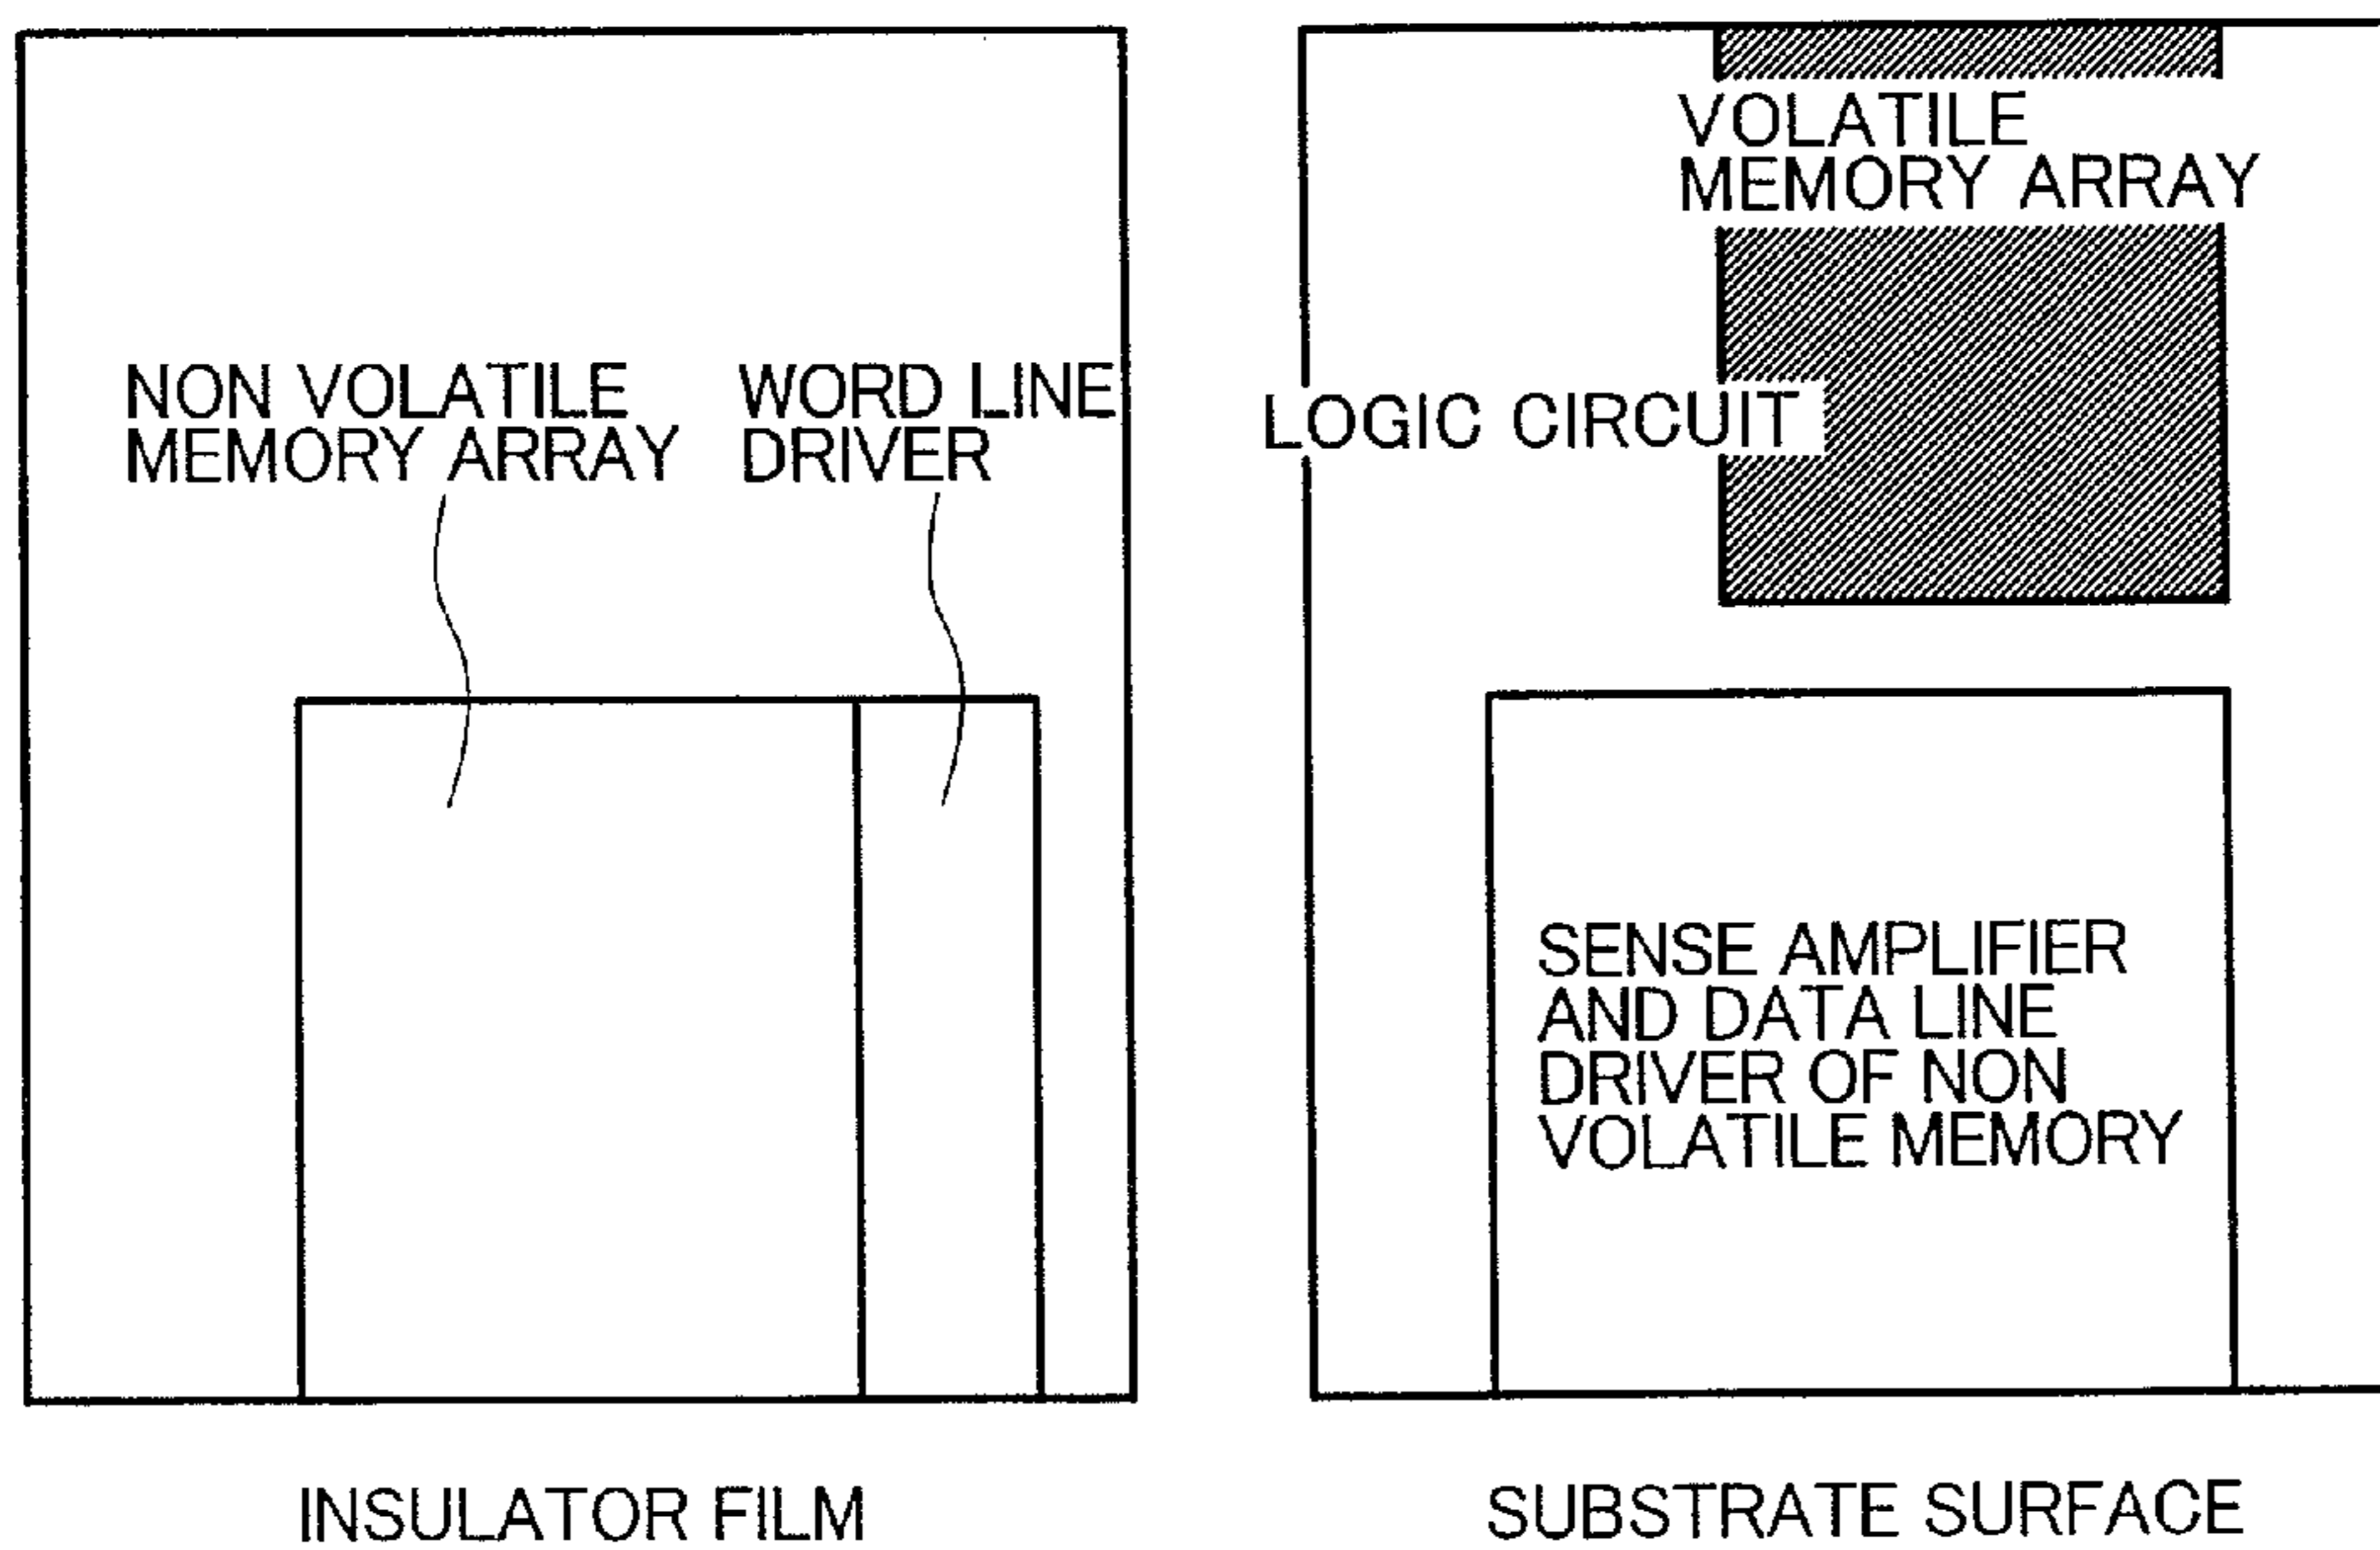 NON VOLATILE
MEMORY ARRAY
WORD LINE
DRIVER
INSULATOR FILM
VOLATILE
MEMORY ARRAY
LOGIC CIRCUIT
SENSE AMPLIFIER
AND DATA LINE
DRIVER OF NON
VOLATILE MEMORY
SUBSTRATE SURFACE